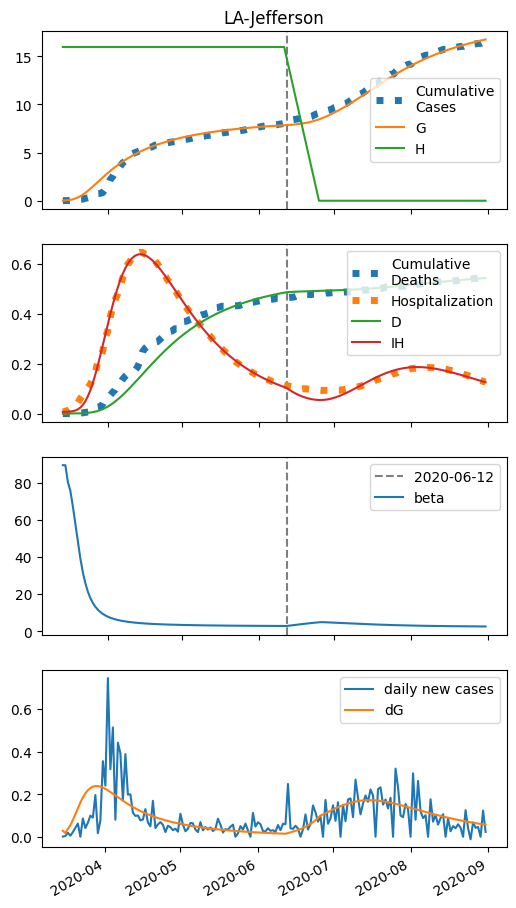 LA-Jefferson
15
10
5
0
Cumulative
Cases
G
H
0.6
0.4
0.2
0.0
Cumulative
Deaths
Hospitalization
D
IH
80
60
40
20
0
2020-06-12
beta
0.6
0.4
0.2
0.0
daily new cases
dG
2020-04
2020-05
2020-06
2020-07
2020-08
2020-09